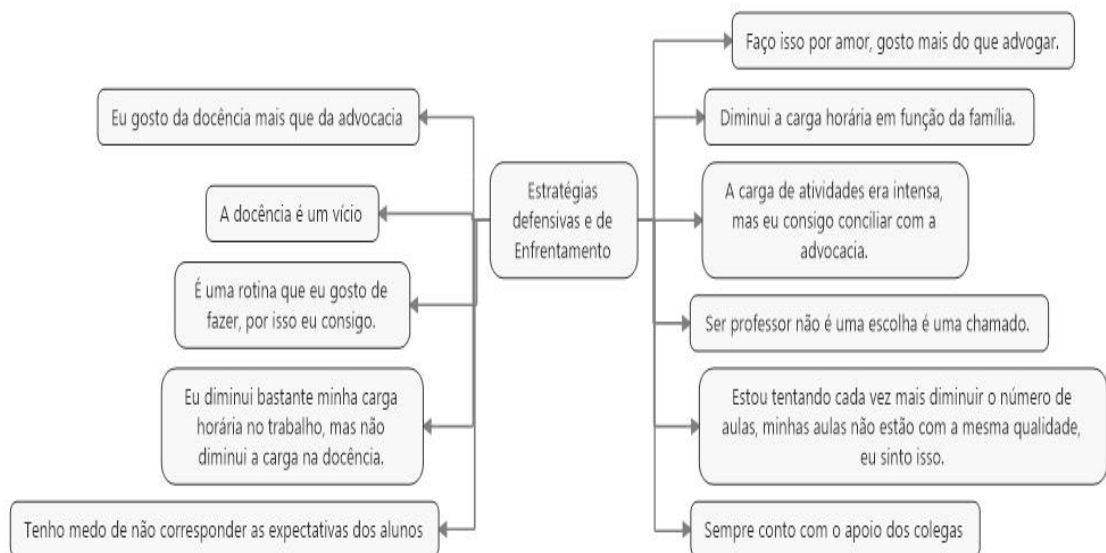 Eu gosto da docência mais que da advocacia
A docência é um vício
É uma rotina que eu gosto de
fazer, por isso eu consigo.
Eu diminui bastante minha carga
horária no trabalho, mas não
diminui a carga na docência.
Tenho medo de não corresponder as expectativas dos alunos
Estratégias
defensivas e de
Enfrentamento
Faço isso por amor, gosto mais do que advogar.
Diminui a carga horária em função da família.
A carga de atividades era intensa,
mas eu consigo conciliar com a
advocacia.
Ser professor não é uma escolha é uma chamado.
Estou tentando cada vez mais diminuir o número de
aulas, minhas aulas não estão com a mesma qualidade,
eu sinto isso.
Sempre conto com o apoio dos colegas